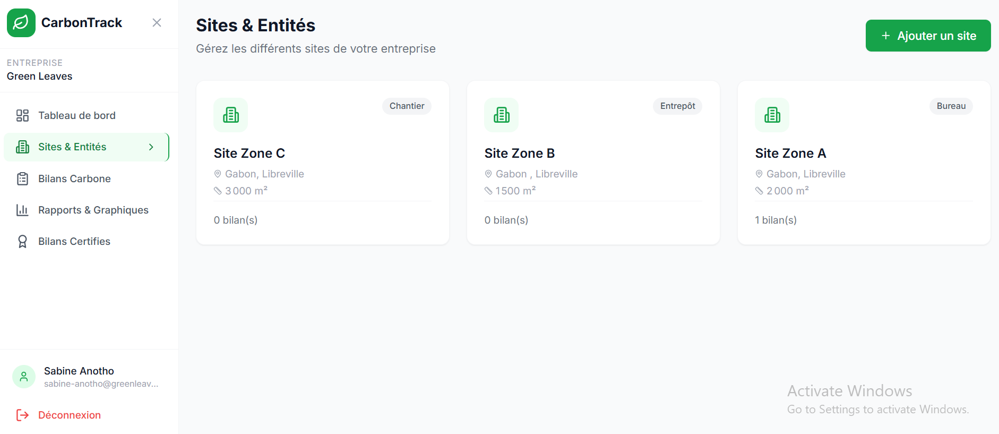 CarbonTrack
ENTREPRISE
Green Leaves
Tableau de bord
Sites & Entités
Bilans Carbone
Rapports & Graphiques
Bilans Certifies
Sabine Anotho
sabine-anotho@greenleav...
Déconnexion
Sites & Entités
Gérez les différents sites de votre entreprise
+ Ajouter un site
Chantier
Site Zone C
Gabon, Libreville
3 000 m²
0 bilan(s)
Entrepôt
Site Zone B
Gabon , Libreville
1 500 m²
0 bilan(s)
Bureau
Site Zone A
Gabon, Libreville
2 000 m²
1 bilan(s)
Activate Windows
Go to Settings to activate Windows.